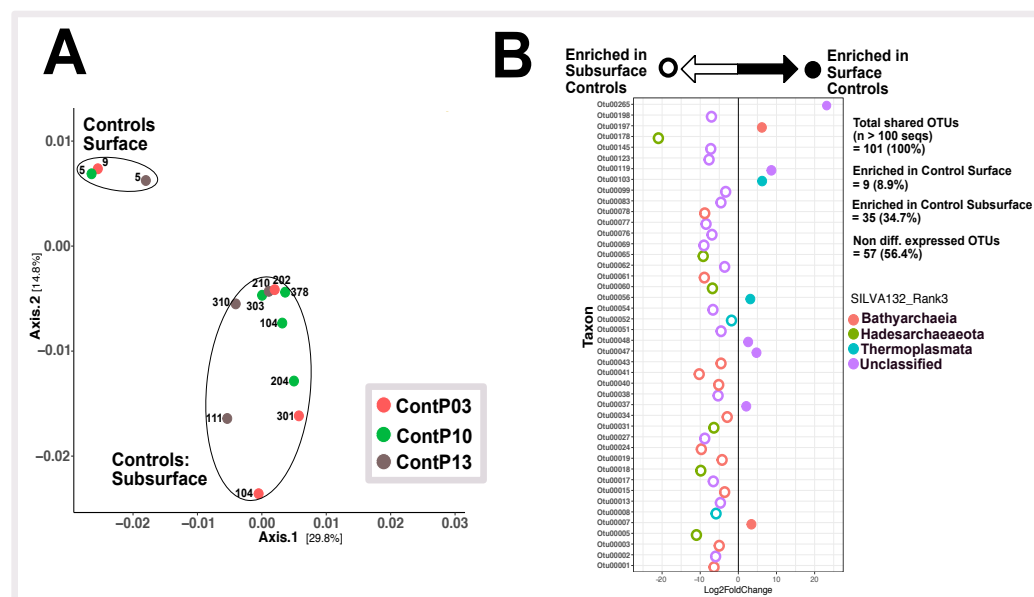 A
Controls
Surface
5
9
5
0.01
0.00
−0.01
−0.02
Axis.2 [14.8%]
310
210
202
303
378
104
204
111
301
104
Controls:
Subsurface
ContP03
ContP10
ContP13
−0.02
−0.01
0.00
0.01
0.02
0.03
Axis.1 [29.8%]
B
Enriched in
Subsurface
Controls
Enriched in
Surface
Controls
Taxon
Otu00265
Otu00198
Otu00197
Otu00178
Otu00145
Otu00123
Otu00119
Otu00103
Otu00099
Otu00083
Otu00078
Otu00077
Otu00076
Otu00069
Otu00065
Otu00062
Otu00061
Otu00060
Otu00056
Otu00054
Otu00052
Otu00051
Otu00048
Otu00047
Otu00043
Otu00041
Otu00040
Otu00038
Otu00037
Otu00034
Otu00031
Otu00027
Otu00024
Otu00019
Otu00018
Otu00017
Otu00015
Otu00013
Otu00008
Otu00007
Otu00005
Otu00003
Otu00002
Otu00001
-20
-10
0
10
20
Log2FoldChange
Total shared OTUs
(n > 100 seqs)
= 101 (100%)
Enriched in Control Surface
= 9 (8.9%)
Enriched in Control Subsurface
= 35 (34.7%)
Non diff. expressed OTUs
= 57 (56.4%)
SILVA132_Rank3
Bathyarchaeia
Hadesarchaeaeota
Thermoplasmata
Unclassified